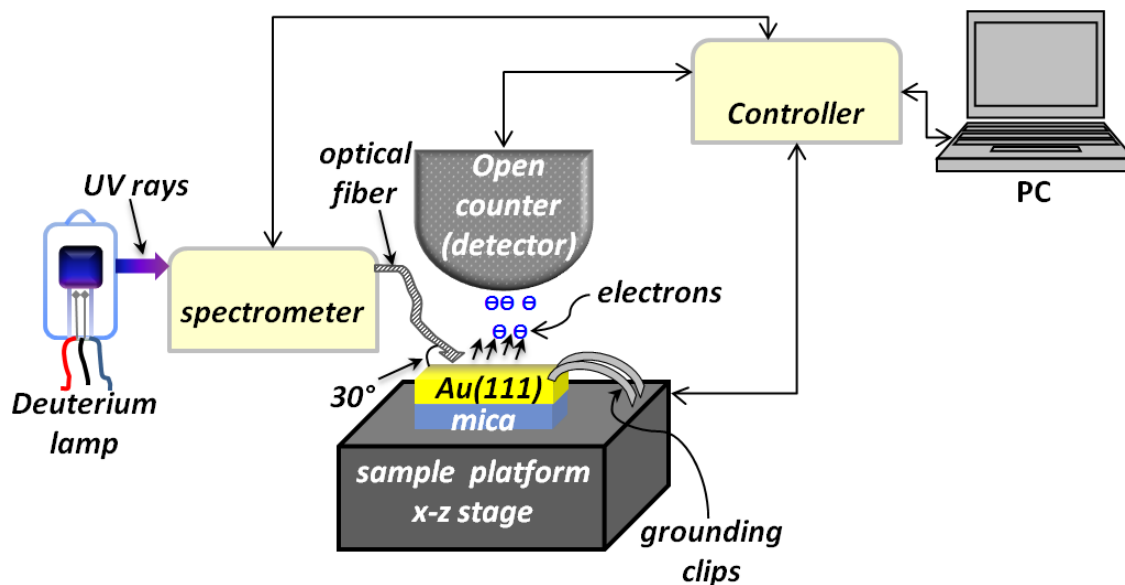 Controller
PC
optical
fiber
UV rays
Open
counter
(detector)
spectrometer
electrons
30°
Au(111)
mica
Deuterium
lamp
sample platform
x-z stage
grounding
clips